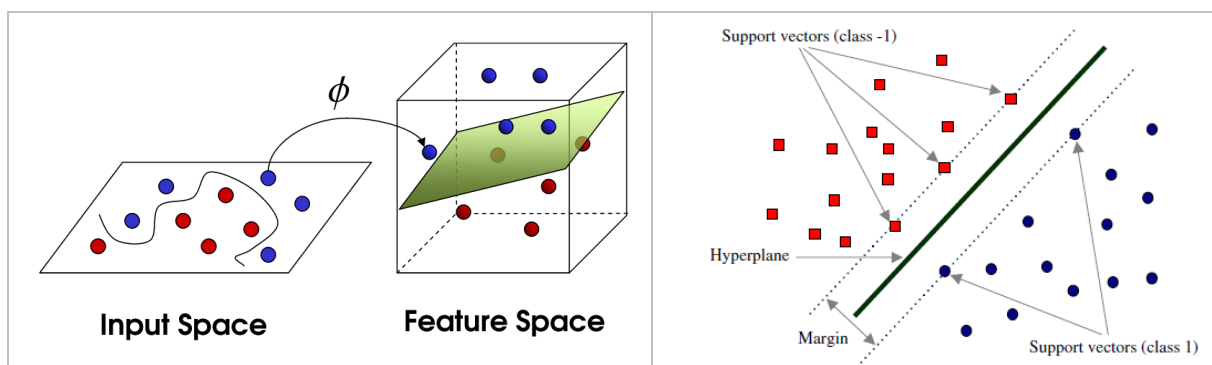 ϕ
Input Space
Feature Space
Support vectors (class -1)
Hyperplane
Margin
Support vectors (class 1)